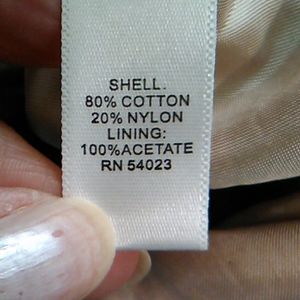 SHELL:
80% COTTON
20% NYLON
LINING:
100%ACETATE
RN 54023